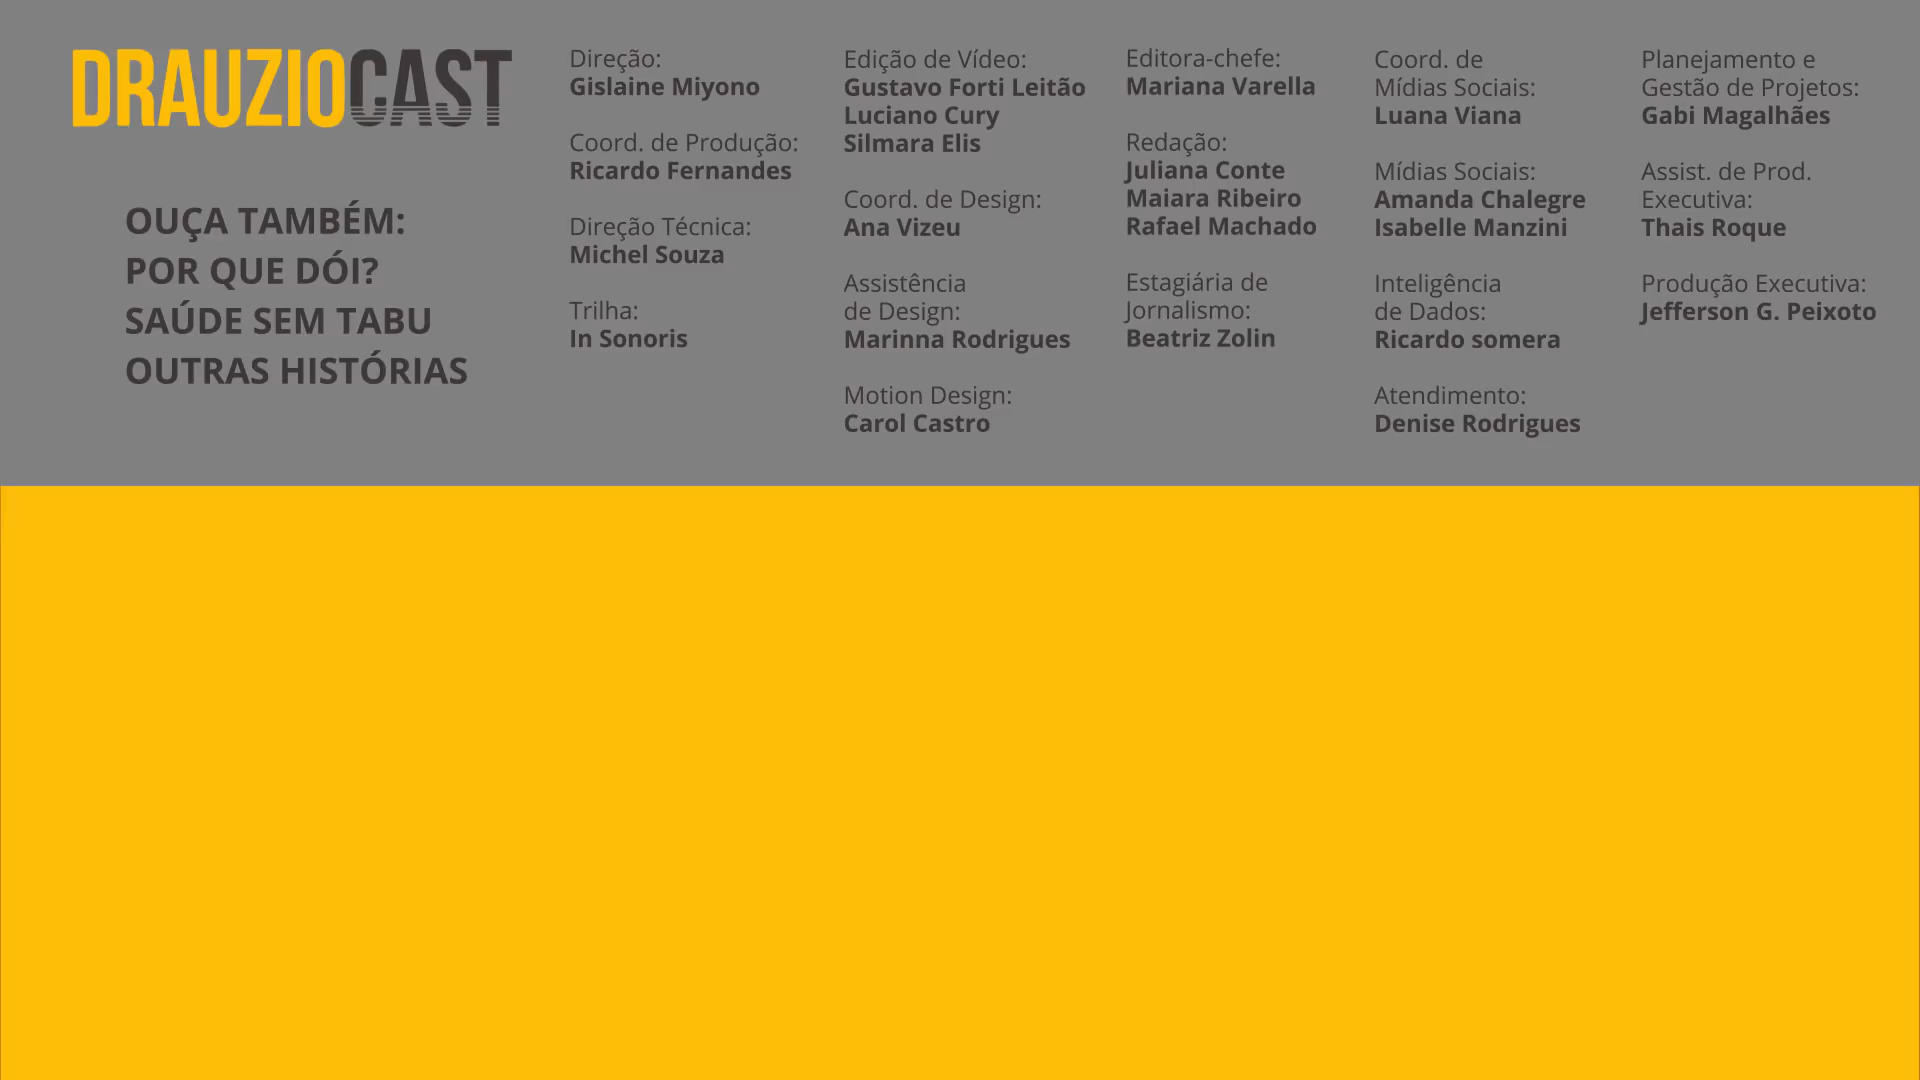 DRAUZIOCAST
OUÇA TAMBÉM:
POR QUE DÓI?
SAÚDE SEM TABU
OUTRAS HISTÓRIAS
Direção:
Gislaine Miyono
Coord. de Produção:
Ricardo Fernandes
Direção Técnica:
Michel Souza
Trilha:
In Sonoris
Edição de Vídeo:
Gustavo Forti Leitão
Luciano Cury
Silmara Elis
Coord. de Design:
Ana Vizeu
Assistência
de Design:
Marinna Rodrigues
Motion Design:
Carol Castro
Editora-chefe:
Mariana Varella
Redação:
Juliana Conte
Maiara Ribeiro
Rafael Machado
Estagiária de
Jornalismo:
Beatriz Zolin
Coord. de
Mídias Sociais:
Luana Viana
Mídias Sociais:
Amanda Chalegre
Isabelle Manzini
Inteligência
de Dados:
Ricardo somera
Atendimento:
Denise Rodrigues
Planejamento e
Gestão de Projetos:
Gabi Magalhães
Assist. de Prod.
Executiva:
Thais Roque
Produção Executiva:
Jefferson G. Peixoto